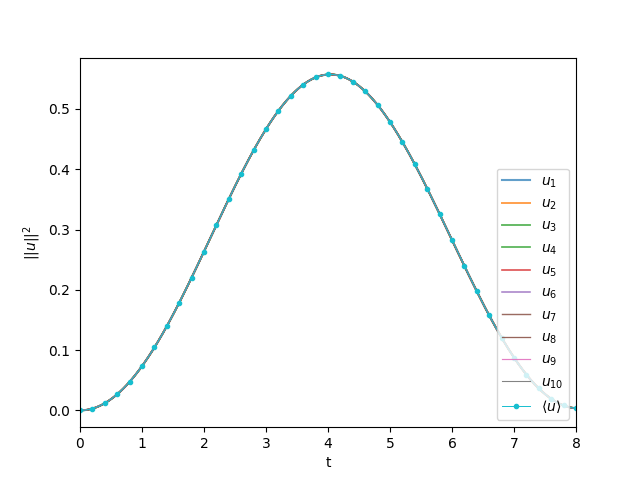 ||u||²
0.5
0.4
0.3
0.2
0.1
0.0
0 1 2 3 4 5 6 7 8
t
u₁
u₂
u₃
u₄
u₅
u₆
u₇
u₈
u₉
u₁₀
⟨u⟩